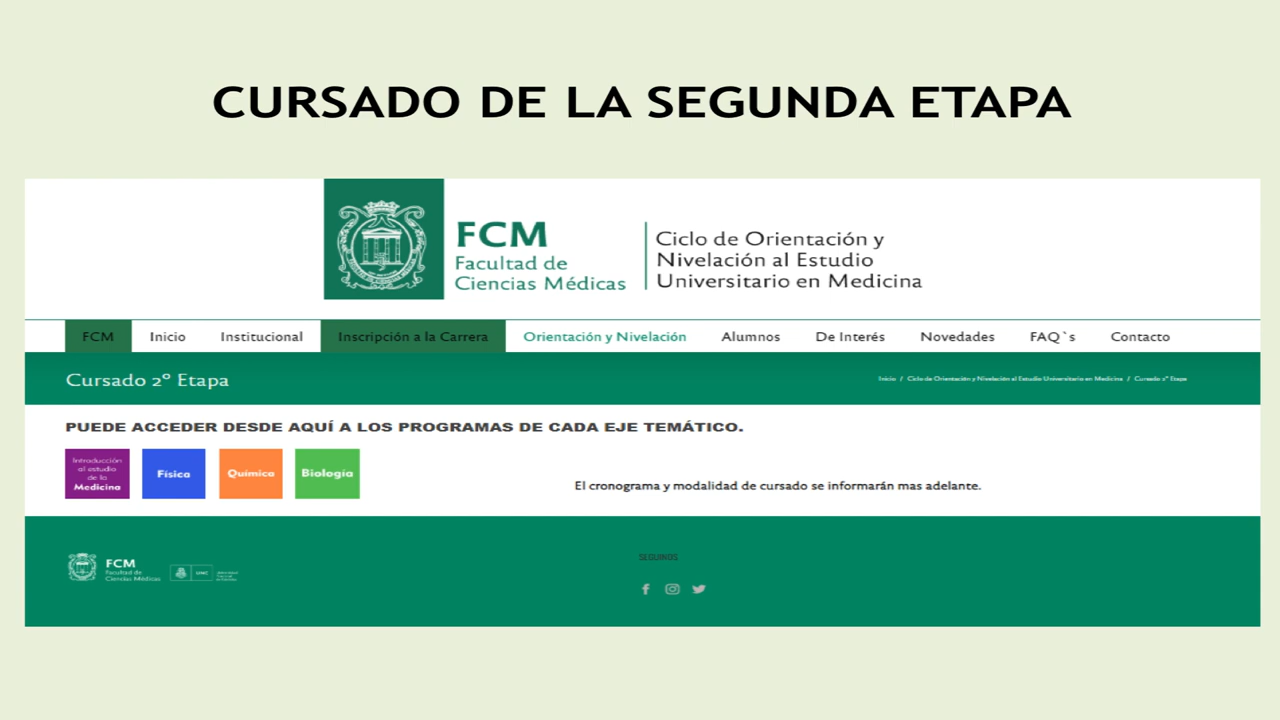 CURSADO DE LA SEGUNDA ETAPA
FCM
Facultad de
Ciencias Médicas
Ciclo de Orientación y
Nivelación al Estudio
Universitario en Medicina
FCM Inicio Institucional Inscripción a la Carrera Orientación y Nivelación Alumnos De Interés Novedades FAQ`s Contacto
Cursado 2º Etapa
Inicio / Ciclo de Orientación y Nivelación al Estudio Universitario en Medicina / Cursado 2º Etapa
PUEDE ACCEDER DESDE AQUÍ A LOS PROGRAMAS DE CADA EJE TEMÁTICO.
Introducción
al estudio
de la
Medicina
Física
Química
Biología
El cronograma y modalidad de cursado se informarán mas adelante.
SEGUINOS
FCM
Facultad de
Ciencias Médicas
UNC